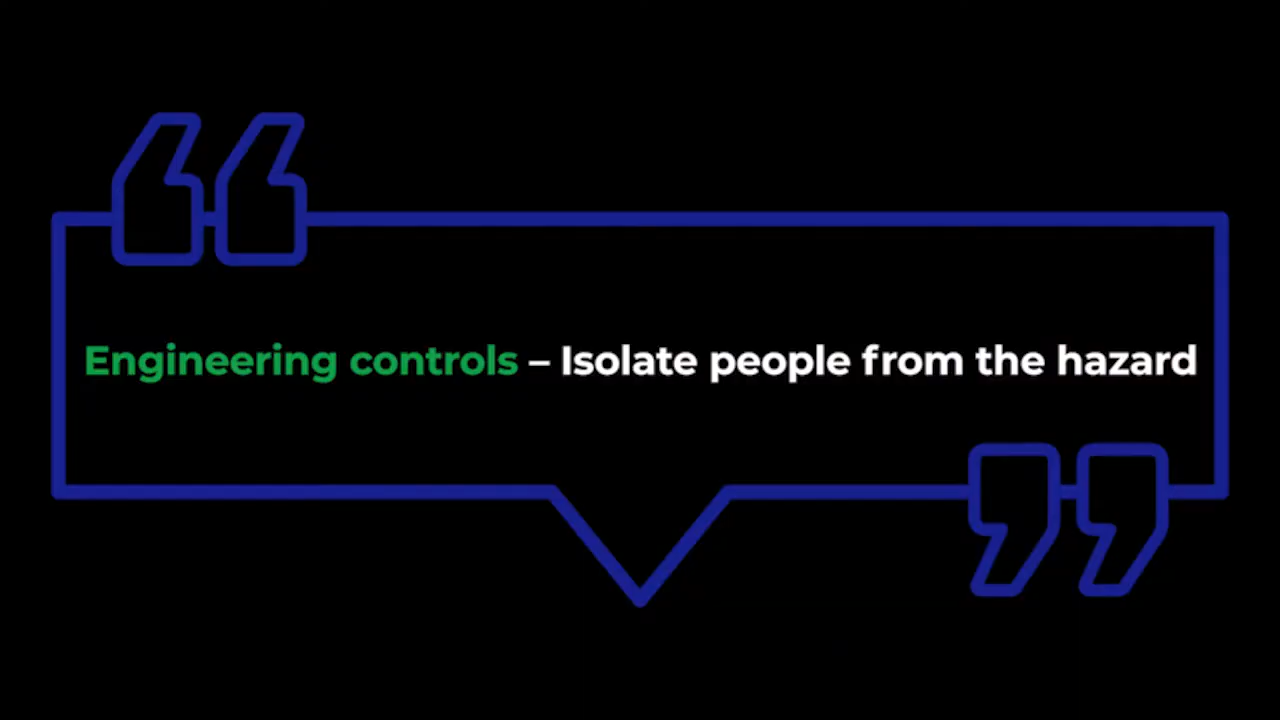 Engineering controls – Isolate people from the hazard